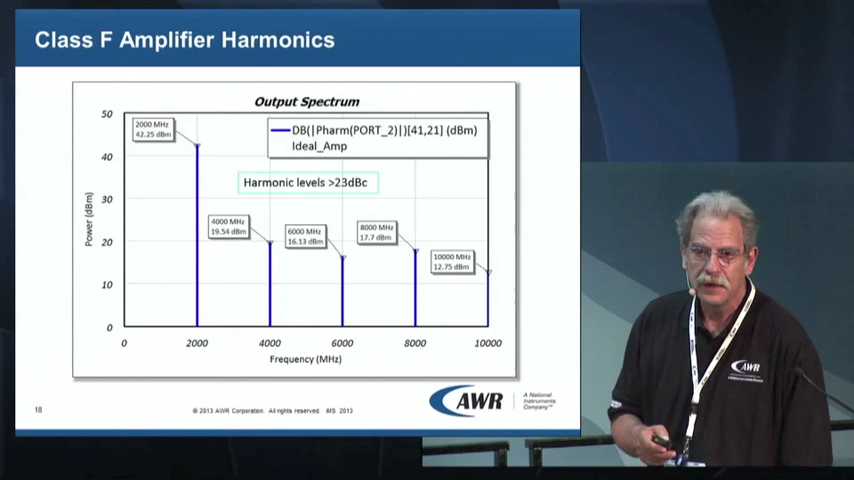 Class F Amplifier Harmonics
Output Spectrum
DB(|Pharm(PORT_2)|)[41,21] (dBm)
Ideal_Amp
Harmonic levels >23dBc
2000 MHz
42.25 dBm
4000 MHz
19.54 dBm
6000 MHz
16.13 dBm
8000 MHz
17.7 dBm
10000 MHz
12.75 dBm
Power (dBm)
50
40
30
20
10
0
0 2000 4000 6000 8000 10000
Frequency (MHz)
18
© 2013 AWR Corporation. All rights reserved. IMS 2013
AWR
A National
Instruments
Company™
AWR